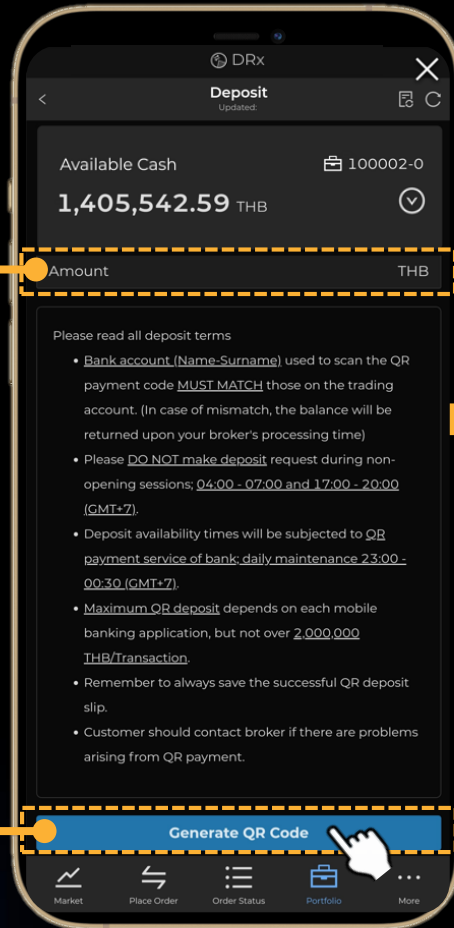 DRx
Deposit
Updated:
Available Cash 100002-0
1,405,542.59 THB
Amount THB
Please read all deposit terms
• Bank account (Name-Surname) used to scan the QR
payment code MUST MATCH those on the trading
account. (In case of mismatch, the balance will be
returned upon your broker's processing time)
• Please DO NOT make deposit request during non-
opening sessions; 04:00 - 07:00 and 17:00 - 20:00
(GMT+7).
• Deposit availability times will be subjected to QR
payment service of bank; daily maintenance 23:00 -
00:30 (GMT+7).
• Maximum QR deposit depends on each mobile
banking application, but not over 2,000,000
THB/Transaction.
• Remember to always save the successful QR deposit
slip.
• Customer should contact broker if there are problems
arising from QR payment.
Generate QR Code
Market Place Order Order Status Portfolio More